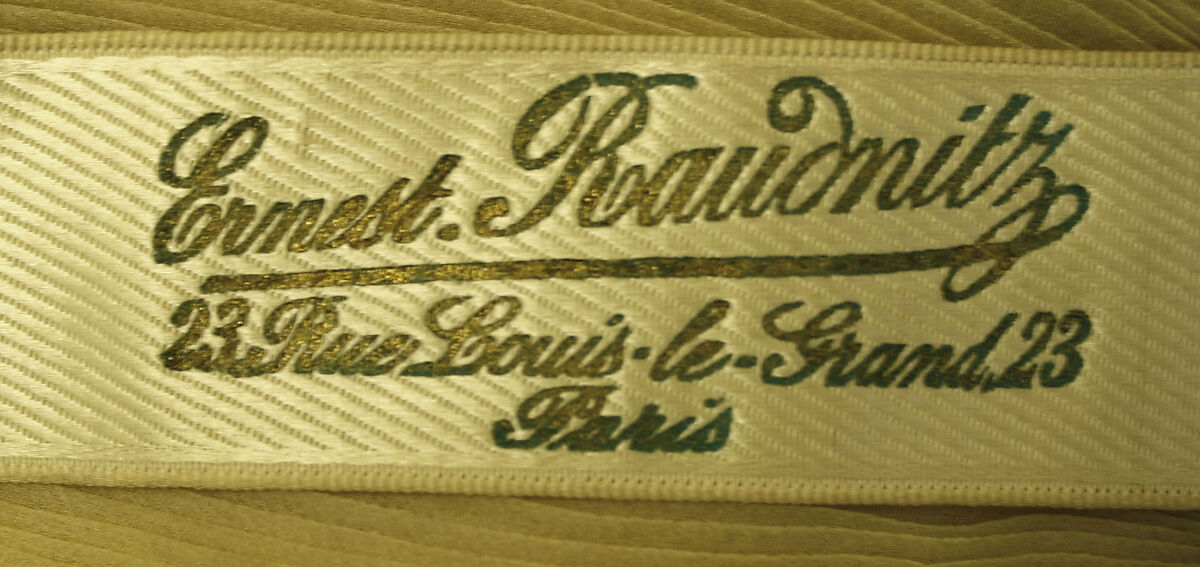 Ernest. Raudnitz
23, Rue Louis-le-Grand, 23
Paris